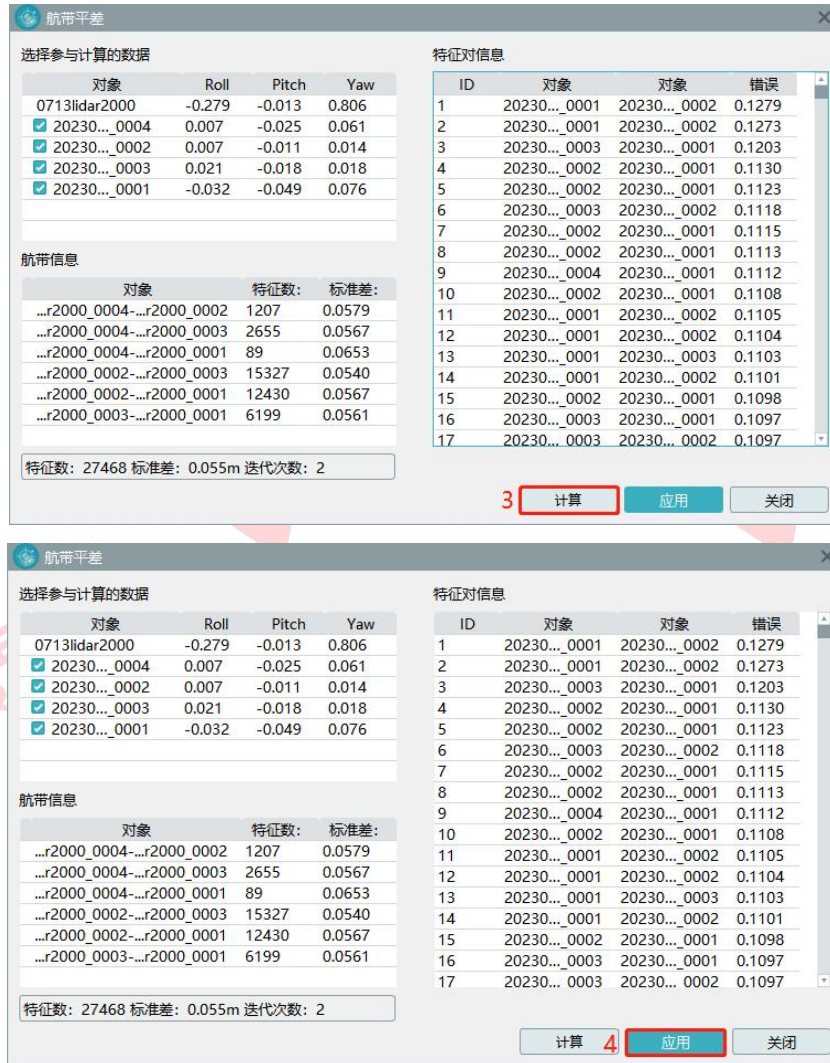 航带平差
选择参与计算的数据
对象 Roll Pitch Yaw
0713lidar2000 -0.279 -0.013 0.806
20230..._0004 0.007 -0.025 0.061
20230..._0002 0.007 -0.011 0.014
20230..._0003 0.021 -0.018 0.018
20230..._0001 -0.032 -0.049 0.076
航带信息
对象 特征数: 标准差:
...r2000_0004-...r2000_0002 1207 0.0579
...r2000_0004-...r2000_0003 2655 0.0567
...r2000_0004-...r2000_0001 89 0.0653
...r2000_0002-...r2000_0003 15327 0.0540
...r2000_0002-...r2000_0001 12430 0.0567
...r2000_0003-...r2000_0001 6199 0.0561
特征数: 27468 标准差: 0.055m 迭代次数: 2
特征对信息
ID 对象 对象 错误
1 20230..._0001 20230..._0002 0.1279
2 20230..._0001 20230..._0002 0.1273
3 20230..._0003 20230..._0001 0.1203
4 20230..._0002 20230..._0001 0.1130
5 20230..._0002 20230..._0001 0.1123
6 20230..._0003 20230..._0002 0.1118
7 20230..._0002 20230..._0001 0.1115
8 20230..._0002 20230..._0001 0.1113
9 20230..._0004 20230..._0001 0.1112
10 20230..._0002 20230..._0001 0.1108
11 20230..._0001 20230..._0002 0.1105
12 20230..._0001 20230..._0002 0.1104
13 20230..._0001 20230..._0003 0.1103
14 20230..._0001 20230..._0002 0.1101
15 20230..._0002 20230..._0001 0.1098
16 20230..._0003 20230..._0001 0.1097
17 20230..._0003 20230..._0002 0.1097
3 计算 应用 关闭
航带平差
选择参与计算的数据
对象 Roll Pitch Yaw
0713lidar2000 -0.279 -0.013 0.806
20230..._0004 0.007 -0.025 0.061
20230..._0002 0.007 -0.011 0.014
20230..._0003 0.021 -0.018 0.018
20230..._0001 -0.032 -0.049 0.076
航带信息
对象 特征数: 标准差:
...r2000_0004-...r2000_0002 1207 0.0579
...r2000_0004-...r2000_0003 2655 0.0567
...r2000_0004-...r2000_0001 89 0.0653
...r2000_0002-...r2000_0003 15327 0.0540
...r2000_0002-...r2000_0001 12430 0.0567
...r2000_0003-...r2000_0001 6199 0.0561
特征数: 27468 标准差: 0.055m 迭代次数: 2
特征对信息
ID 对象 对象 错误
1 20230..._0001 20230..._0002 0.1279
2 20230..._0001 20230..._0002 0.1273
3 20230..._0003 20230..._0001 0.1203
4 20230..._0002 20230..._0001 0.1130
5 20230..._0002 20230..._0001 0.1123
6 20230..._0003 20230..._0002 0.1118
7 20230..._0002 20230..._0001 0.1115
8 20230..._0002 20230..._0001 0.1113
9 20230..._0004 20230..._0001 0.1112
10 20230..._0002 20230..._0001 0.1108
11 20230..._0001 20230..._0002 0.1105
12 20230..._0001 20230..._0002 0.1104
13 20230..._0001 20230..._0003 0.1103
14 20230..._0001 20230..._0002 0.1101
15 20230..._0002 20230..._0001 0.1098
16 20230..._0003 20230..._0001 0.1097
17 20230..._0003 20230..._0002 0.1097
计算 4 应用 关闭